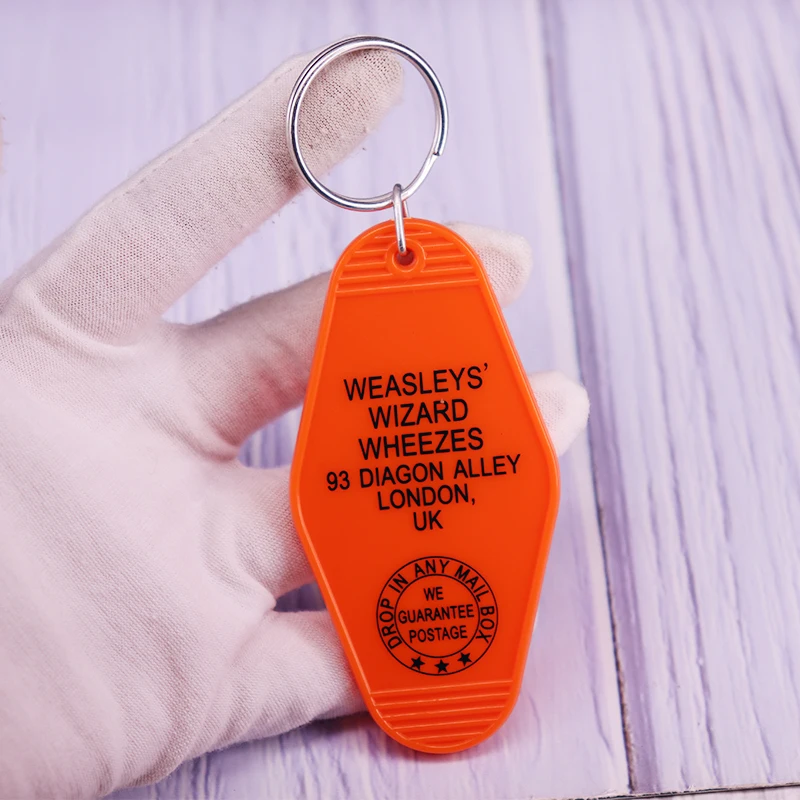 WEASLEYS'
WIZARD
WHEEZES
93 DIAGON ALLEY
LONDON,
UK
DROP IN ANY MAIL BOX
WE
GUARANTEE
POSTAGE